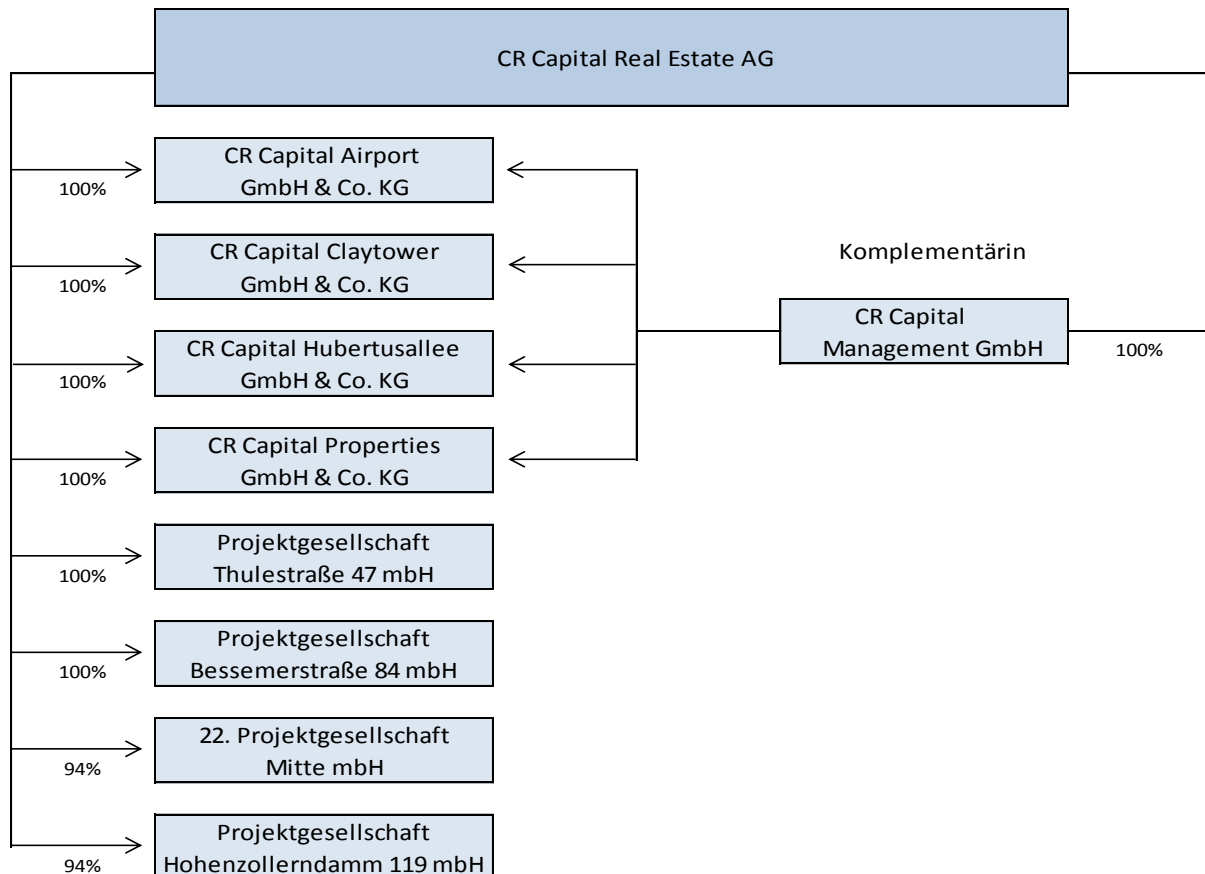 CR Capital Real Estate AG
CR Capital Airport
GmbH & Co. KG
100%
CR Capital Claytower
GmbH & Co. KG
100%
Komplementärin
CR Capital Hubertusallee
GmbH & Co. KG
100%
CR Capital
Management GmbH
100%
CR Capital Properties
GmbH & Co. KG
100%
Projektgesellschaft
Thulestraße 47 mbH
100%
Projektgesellschaft
Bessemerstraße 84 mbH
100%
22. Projektgesellschaft
Mitte mbH
94%
Projektgesellschaft
Hohenzollerndamm 119 mbH
94%